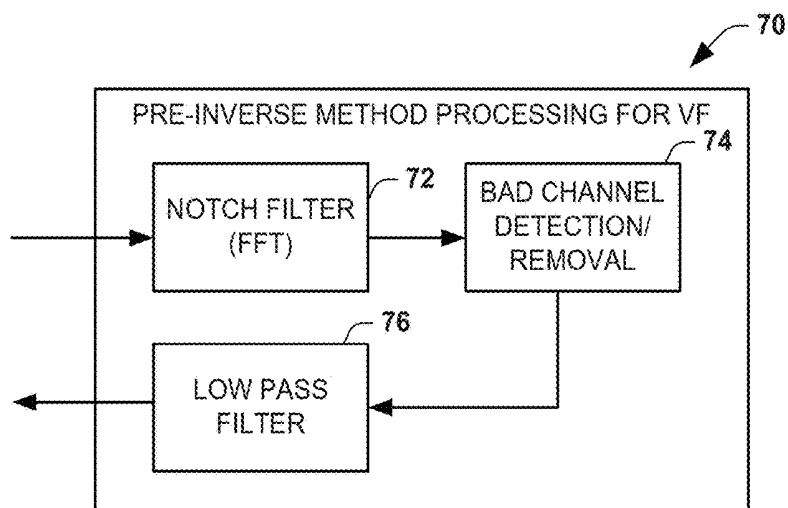 70
PRE-INVERSE METHOD PROCESSING FOR VF
72
74
NOTCH FILTER
(FFT)
BAD CHANNEL
DETECTION/
REMOVAL
76
LOW PASS
FILTER